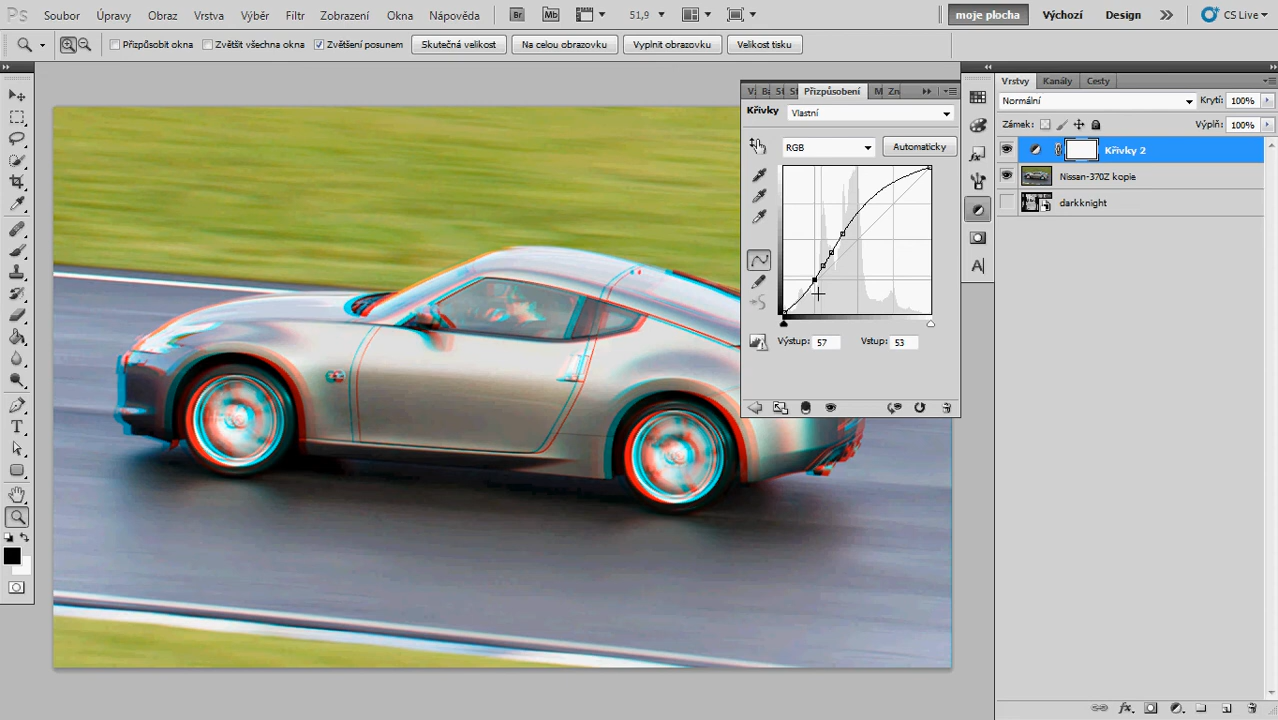 Ps Soubor Úpravy Obraz Vrstva Výběr Filtr Zobrazení Okna Nápověda Br Mb 51,9 moje plocha Výchozí Design CS Live
Přizpůsobit okna Zvětšit všechna okna Zvětšení posunem Skutečná velikost Na celou obrazovku Vyplnit obrazovku Velikost tisku
Přizpůsobení
Křivky Vlastní
RGB Automaticky
Výstup: 57 Vstup: 53
Vrstvy Kanály Cesty
Normální Krytí: 100%
Zámek: Výplň: 100%
Křivky 2
Nissan-370Z kopie
darkknight